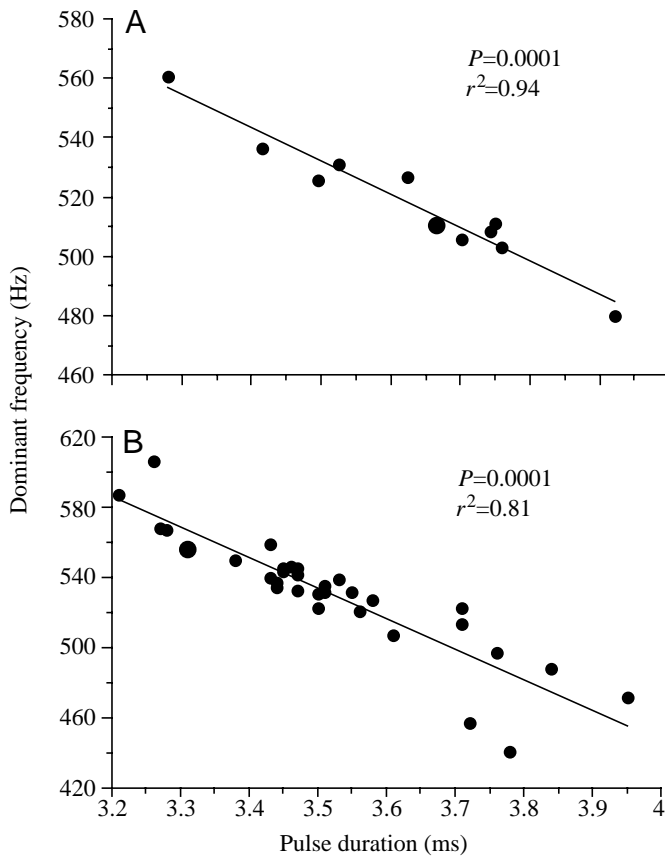 A
580
560
540
520
500
480
460
P=0.0001
r²=0.94
Dominant frequency (Hz)
B
620
580
540
500
460
420
P=0.0001
r²=0.81
3.2 3.3 3.4 3.5 3.6 3.7 3.8 3.9 4
Pulse duration (ms)